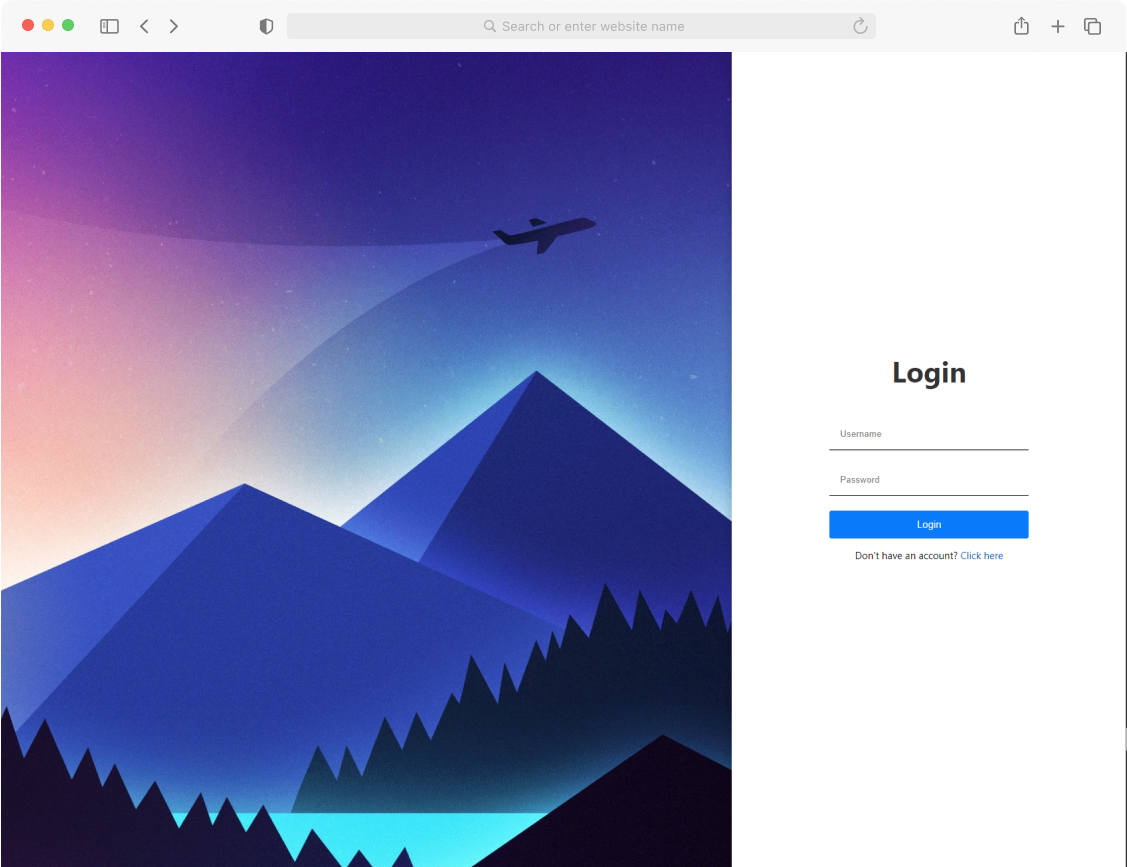 Search or enter website name
Login
Username
Password
Login
Don't have an account? Click here